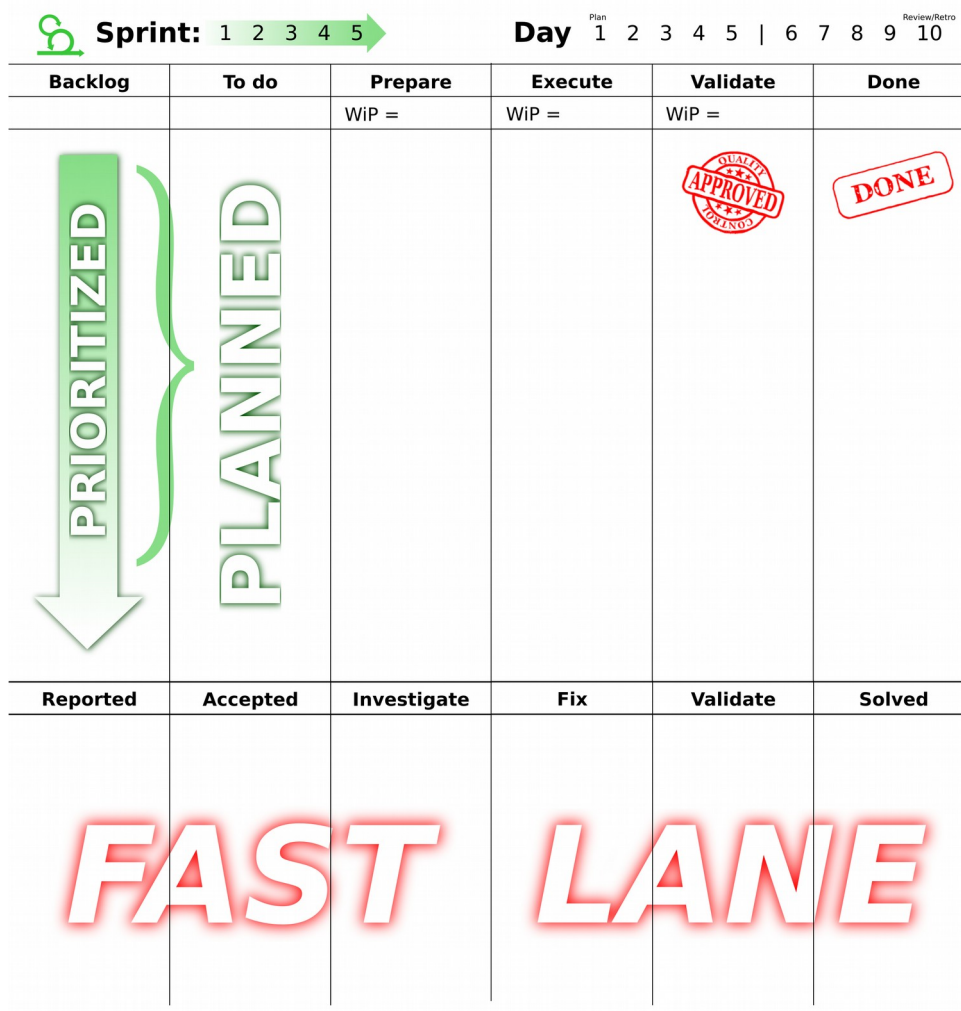 Sprint: 1 2 3 4 5
Plan Review/Retro
Day 1 2 3 4 5 | 6 7 8 9 10
Backlog To do Prepare Execute Validate Done
WiP = WiP = WiP =
PRIORITIZED
PLANNED
QUALITY
APPROVED
CONTROL
DONE
Reported Accepted Investigate Fix Validate Solved
FAST LANE